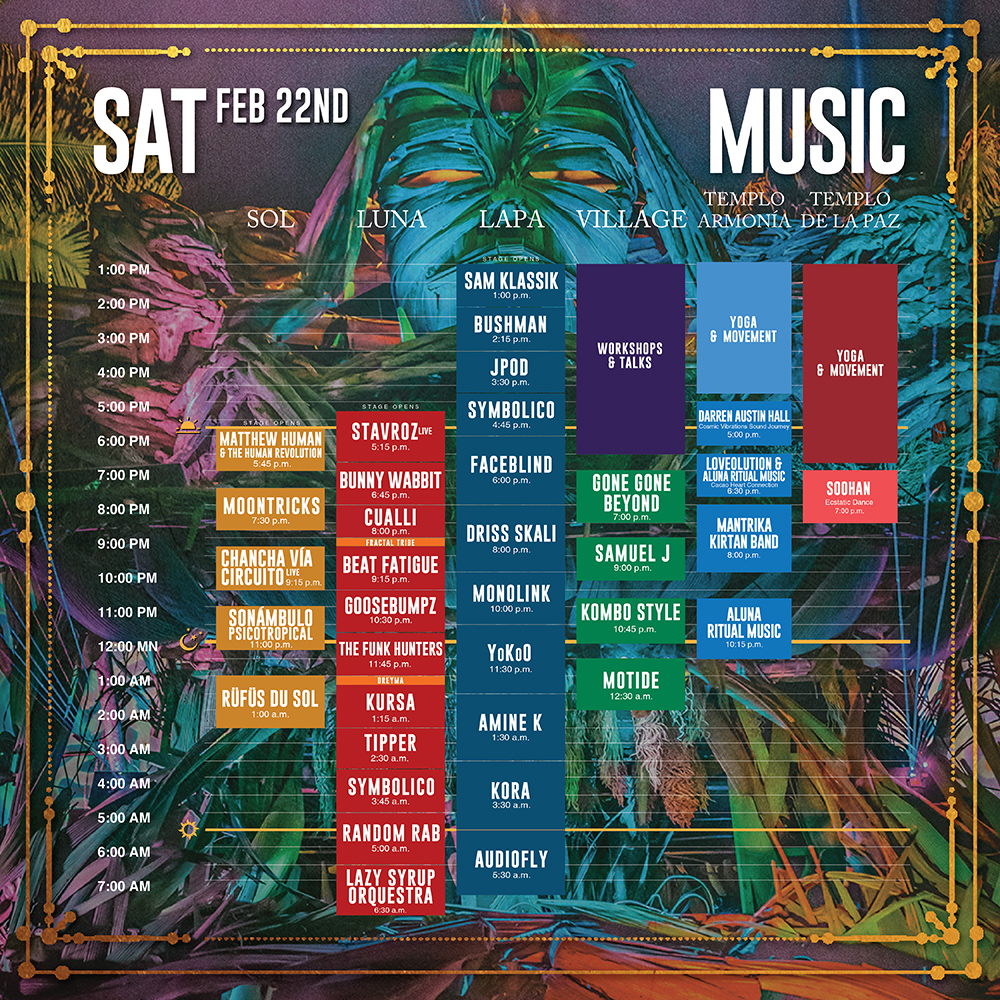 SAT FEB 22ND
MUSIC
SOL
LUNA
LAPA
VILLAGE
TEMPLO
ARMONÍA
TEMPLO
DE LA PAZ
1:00 PM
2:00 PM
3:00 PM
4:00 PM
5:00 PM
6:00 PM
7:00 PM
8:00 PM
9:00 PM
10:00 PM
11:00 PM
12:00 MN
1:00 AM
2:00 AM
3:00 AM
4:00 AM
5:00 AM
6:00 AM
7:00 AM
STAGE OPENS
MATTHEW HUMAN
& THE HUMAN REVOLUTION
5:45 p.m.
MOONTRICKS
7:30 p.m.
CHANCHA VÍA
CIRCUITO LIVE 9:15 p.m.
SONÁMBULO
PSICOTROPICAL
11:00 p.m.
RÜFÜS DU SOL
1:00 a.m.
STAGE OPENS
STAVROZ LIVE
5:15 p.m.
BUNNY WABBIT
6:45 p.m.
CUALLI
8:00 p.m.
FRACTAL TRIBE
BEAT FATIGUE
9:15 p.m.
GOOSEBUMPZ
10:30 p.m.
THE FUNK HUNTERS
11:45 p.m.
DREYMA
KURSA
1:15 a.m.
TIPPER
2:30 a.m.
SYMBOLICO
3:45 a.m.
RANDOM RAB
5:00 a.m.
LAZY SYRUP
ORQUESTRA
6:30 a.m.
STAGE OPENS
SAM KLASSIK
1:00 p.m.
BUSHMAN
2:15 p.m.
JPOD
3:30 p.m.
SYMBOLICO
4:45 p.m.
FACEBLIND
6:00 p.m.
DRISS SKALI
8:00 p.m.
MONOLINK
10:00 p.m.
YoKoO
11:30 p.m.
AMINE K
1:30 a.m.
KORA
3:30 a.m.
AUDIOFLY
5:30 a.m.
WORKSHOPS
& TALKS
GONE GONE
BEYOND
7:00 p.m.
SAMUEL J
9:00 p.m.
KOMBO STYLE
10:45 p.m.
MOTIDE
12:30 a.m.
YOGA
& MOVEMENT
DARREN AUSTIN HALL
Cosmic Vibrations Sound Journey
5:00 p.m.
LOVEOLUTION &
ALUNA RITUAL MUSIC
Cacao Heart Connection
6:30 p.m.
MANTRIKA
KIRTAN BAND
8:00 p.m.
ALUNA
RITUAL MUSIC
10:15 p.m.
YOGA
& MOVEMENT
SOOHAN
Ecstatic Dance
7:00 p.m.